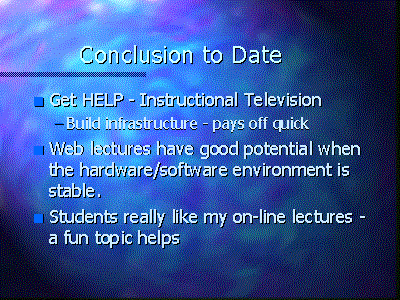 Conclusion to Date
Get HELP - Instructional Television
–Build infrastructure - pays off quick
Web lectures have good potential when
the hardware/software environment is
stable.
Students really like my on-line lectures -
a fun topic helps